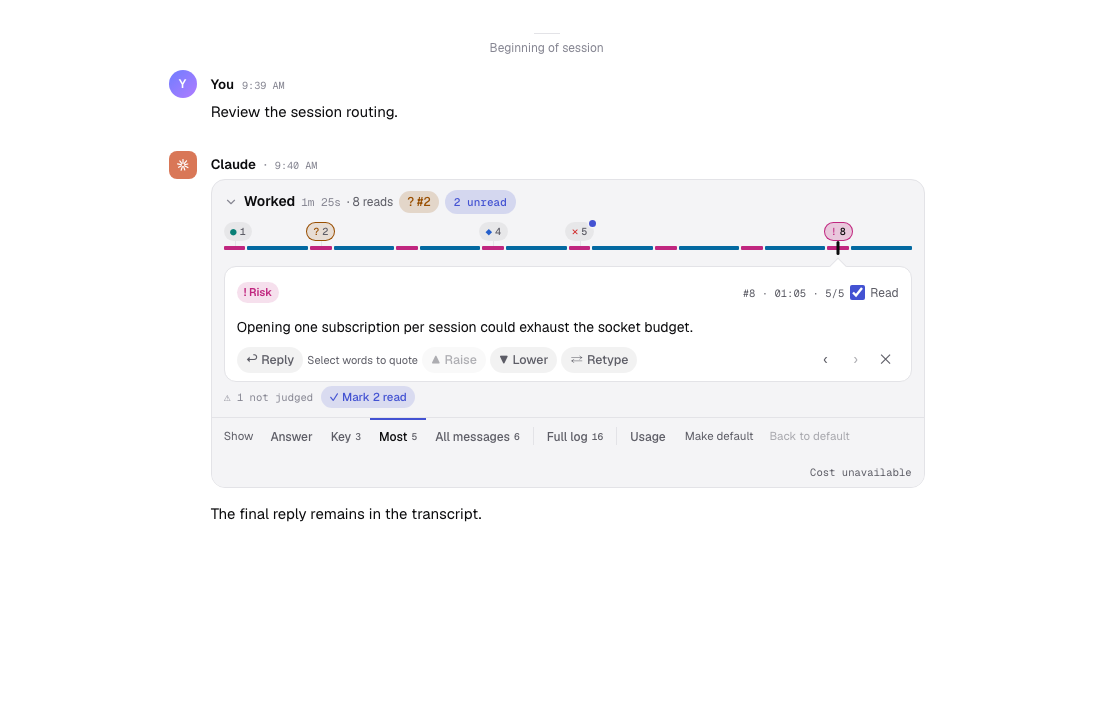 Beginning of session
Y You 9:39 AM
Review the session routing.
Claude · 9:40 AM
Worked 1m 25s · 8 reads ? #2 2 unread
● 1 ? 2 ◆ 4 × 5 ! 8
! Risk #8 · 01:05 · 5/5 Read
Opening one subscription per session could exhaust the socket budget.
↩ Reply Select words to quote ▲ Raise ▼ Lower ⇄ Retype ‹ › ×
⚠ 1 not judged ✓ Mark 2 read
Show Answer Key 3 Most 5 All messages 6 Full log 16 Usage Make default Back to default
Cost unavailable
The final reply remains in the transcript.